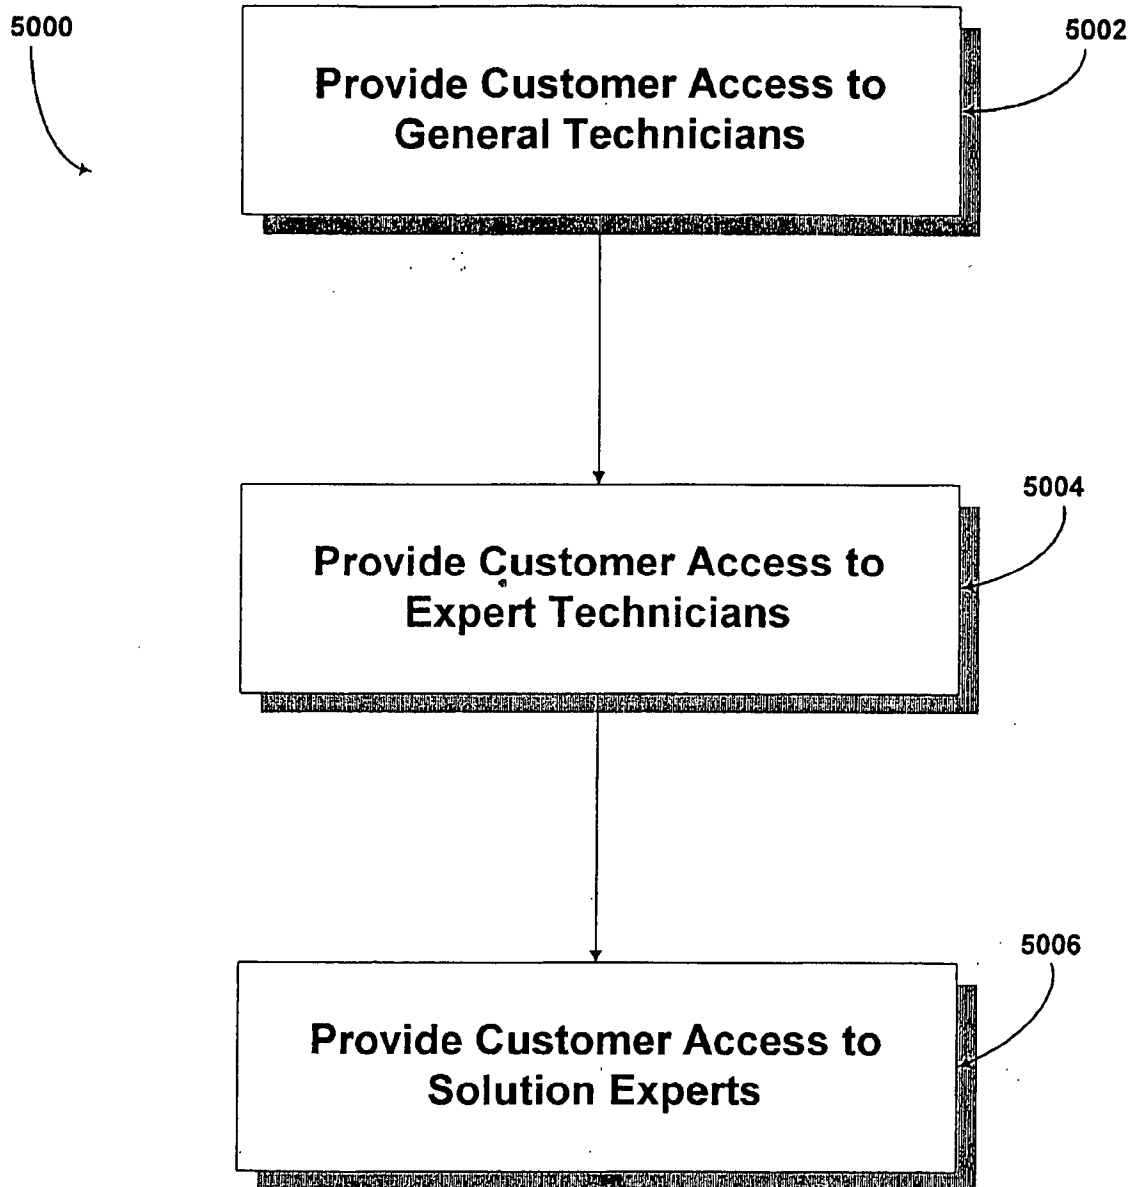 5000
5002
Provide Customer Access to
General Technicians
5004
Provide Customer Access to
Expert Technicians
5006
Provide Customer Access to
Solution Experts